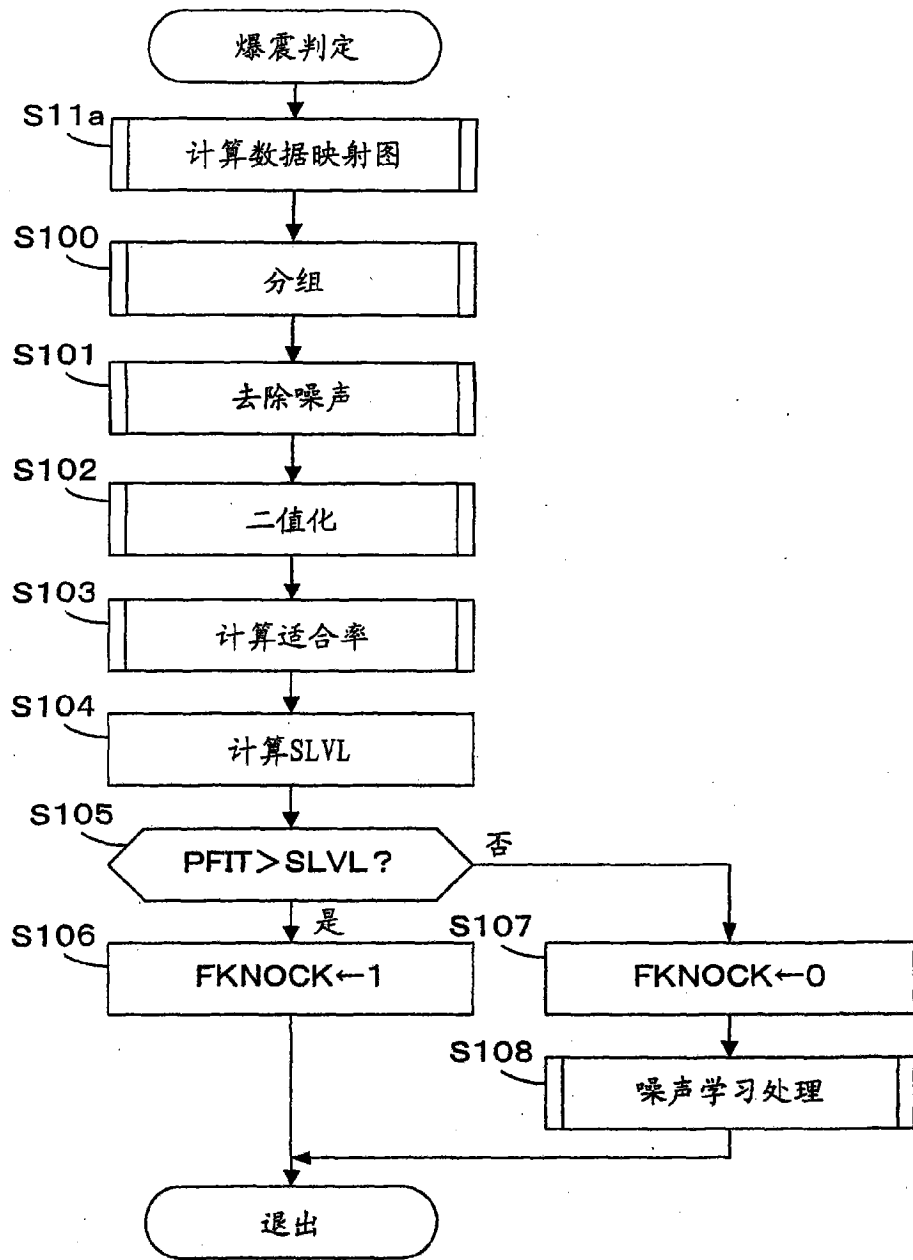 爆震判定
S11a
计算数据映射图
S100
分组
S101
去除噪声
S102
二值化
S103
计算适合率
S104
计算SLVL
S105
PFIT>SLVL?
否
是
S106
FKNOCK←1
S107
FKNOCK←0
S108
噪声学习处理
退出